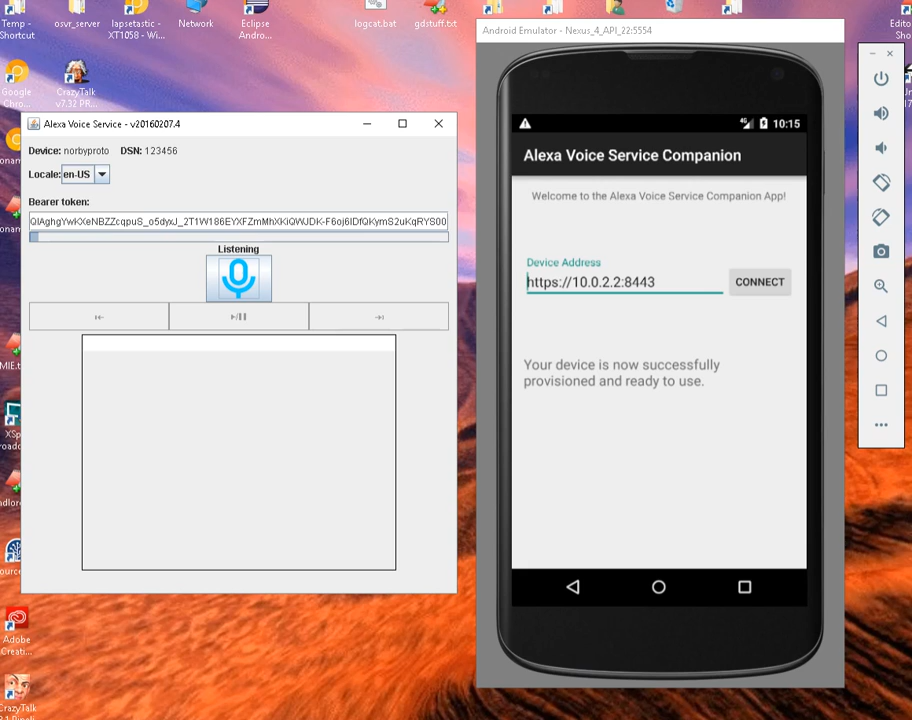 Temp -
Shortcut
osvr_server
lapsetastic -
XT1058 - Wi...
Network
Eclipse
Andro...
logcat.bat
gdstuff.txt
Google
Chro...
CrazyTalk
v7.32 PR...
Adobe
Creati...
CrazyTalk
Alexa Voice Service - v20160207.4
Device: norbyproto DSN: 123456
Locale: en-US
Bearer token:
Listening
Android Emulator - Nexus_4_API_22:5554
4G 10:15
Alexa Voice Service Companion
Welcome to the Alexa Voice Service Companion App!
Device Address
https://10.0.2.2:8443
CONNECT
Your device is now successfully
provisioned and ready to use.